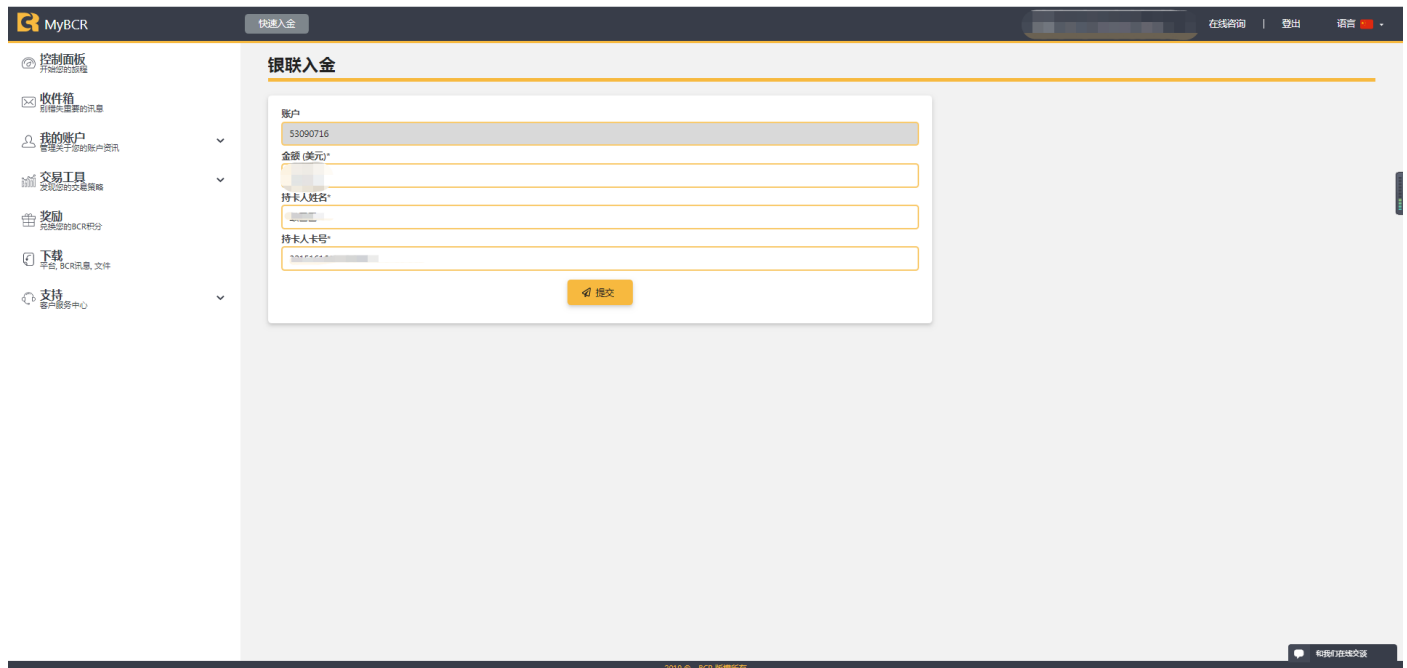 MyBCR
快速入金
在线咨询 | 登出 语言
控制面板
开始您的旅程
收件箱
别错失重要的讯息
我的账户
管理关于您的账户资讯
交易工具
发现您的交易策略
奖励
兑换您的BCR积分
下载
平台, BCR讯息, 文件
支持
客户服务中心
银联入金
账户
53090716
金额 (美元)*
持卡人姓名*
持卡人卡号*
提交
和我们在线交谈
2019 © - BCR 版权所有